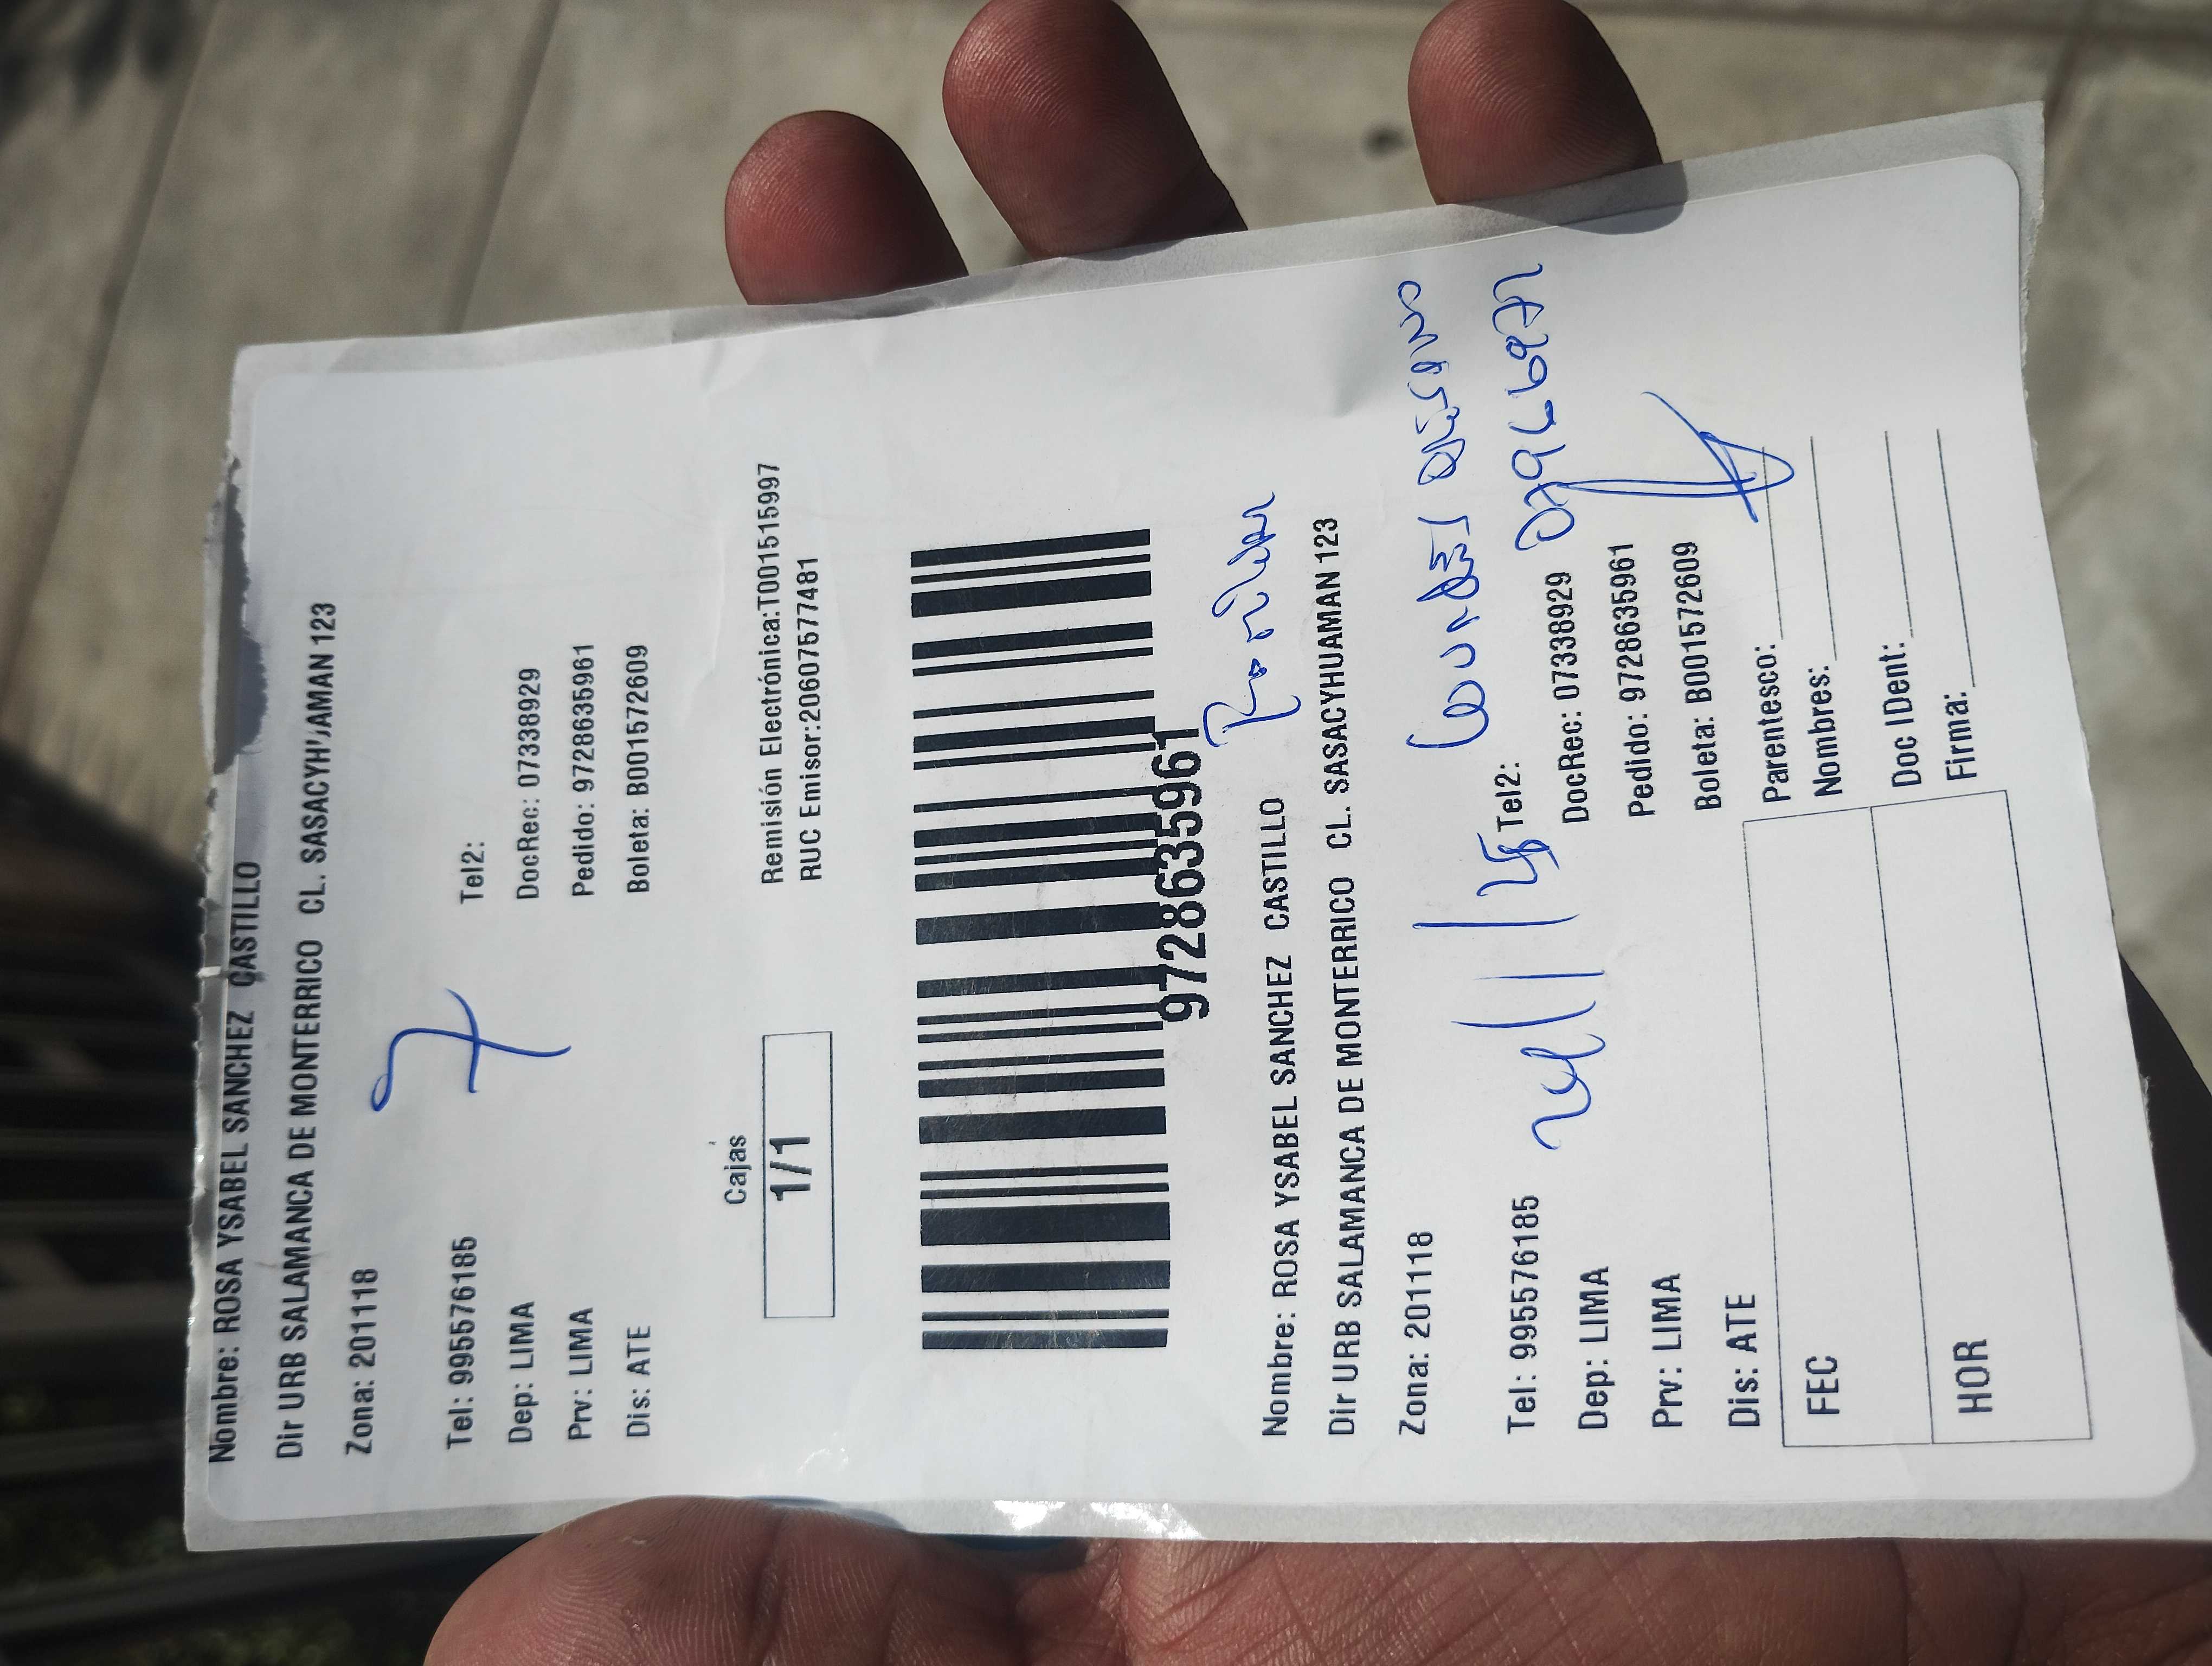 Nombre: ROSA YSABEL SANCHEZ CASTILLO
Dir URB SALAMANCA DE MONTERRICO CL. SASACYHUAMAN 123
Zona: 201118
7
Tel: 995576185 Tel2:
Dep: LIMA DocRec: 07338929
Prv: LIMA Pedido: 9728635961
Dis: ATE Boleta: B001572609
Cajas
1/1
Remisión Electrónica:T001515997
RUC Emisor:20607577481
9728635961
Nombre: ROSA YSABEL SANCHEZ CASTILLO
Dir URB SALAMANCA DE MONTERRICO CL. SASACYHUAMAN 123
Zona: 201118
Tel: 995576185 Tel2:
Dep: LIMA DocRec: 07338929
Prv: LIMA Pedido: 9728635961
Dis: ATE Boleta: B001572609
FEC
HOR
Parentesco:
Nombres:
Doc IDent:
Firma: